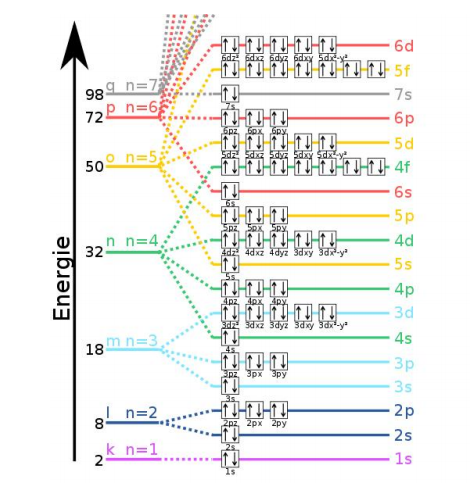 6d
6dz² 6dxz 6dyz 6dxy 5dx²-y²
5f
q n=7
98
7s
7s
p n=6
72
6p
6pz 6px 6py
5d
5dz² 5dxz 5dyz 5dxy 5dx²-y²
o n=5
50
4f
6s
6s
5p
5pz 5px 5py
n n=4
32
4d
4dz² 4dxz 4dyz 3dxy 3dx²-y²
5s
5s
4p
4pz 4px 4py
3d
3dz² 3dxz 3dyz 3dxy 3dx²-y²
4s
4s
m n=3
18
3p
3pz 3px 3py
3s
3s
l n=2
8
2p
2pz 2px 2py
2s
2s
k n=1
2
1s
1s
Energie